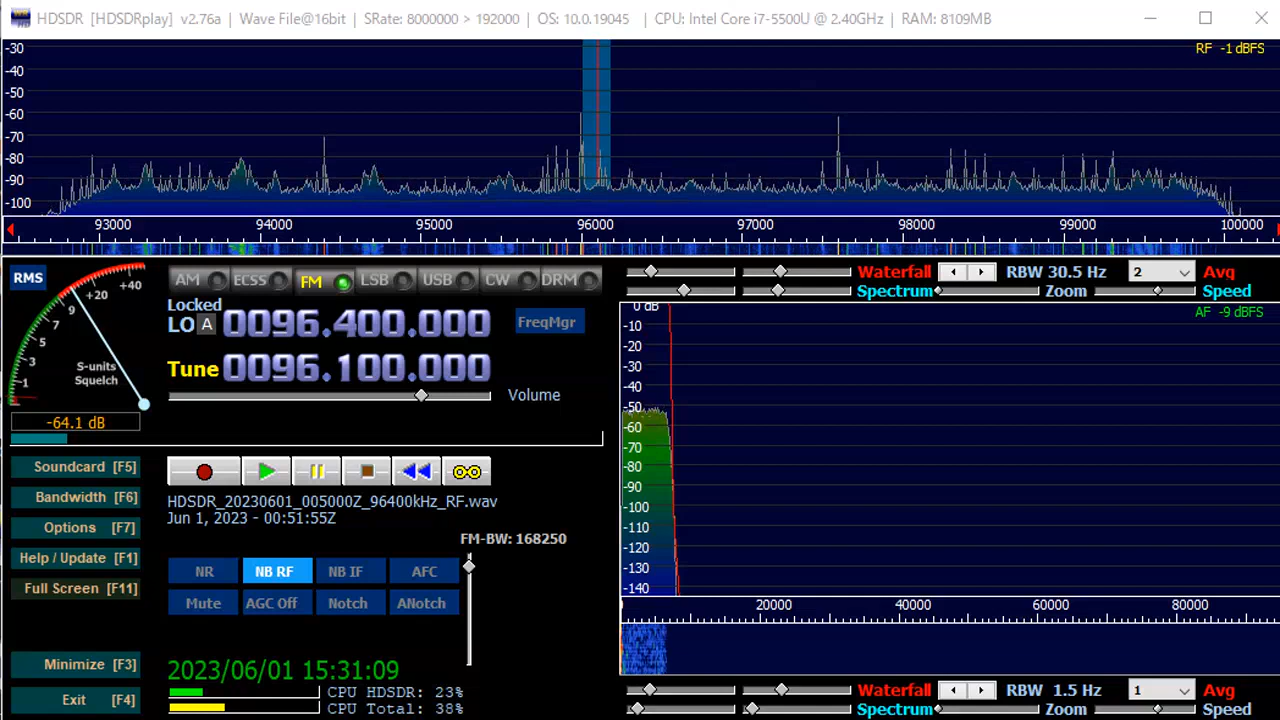 HDSDR [HDSDRplay] v2.76a | Wave File@16bit | SRate: 8000000 > 192000 | OS: 10.0.19045 | CPU: Intel Core i7-5500U @ 2.40GHz | RAM: 8109MB
RF -1 dBFS
-30
-40
-50
-60
-70
-80
-90
-100
93000 94000 95000 96000 97000 98000 99000 100000
RMS
1 3 5 7 9 +20 +40
S-units
Squelch
-64.1 dB
AM ECSS FM LSB USB CW DRM
Locked
LO A 0096.400.000 FreqMgr
Tune 0096.100.000
Volume
Soundcard [F5]
Bandwidth [F6]
Options [F7]
Help / Update [F1]
Full Screen [F11]
Minimize [F3]
Exit [F4]
HDSDR_20230601_005000Z_96400kHz_RF.wav
Jun 1, 2023 - 00:51:55Z
FM-BW: 168250
NR NB RF NB IF AFC
Mute AGC Off Notch ANotch
2023/06/01 15:31:09
CPU HDSDR: 23%
CPU Total: 38%
Waterfall RBW 30.5 Hz 2 Avg
Spectrum Zoom Speed
0 dB AF -9 dBFS
-10
-20
-30
-40
-50
-60
-70
-80
-90
-100
-110
-120
-130
-140
20000 40000 60000 80000
Waterfall RBW 1.5 Hz 1 Avg
Spectrum Zoom Speed